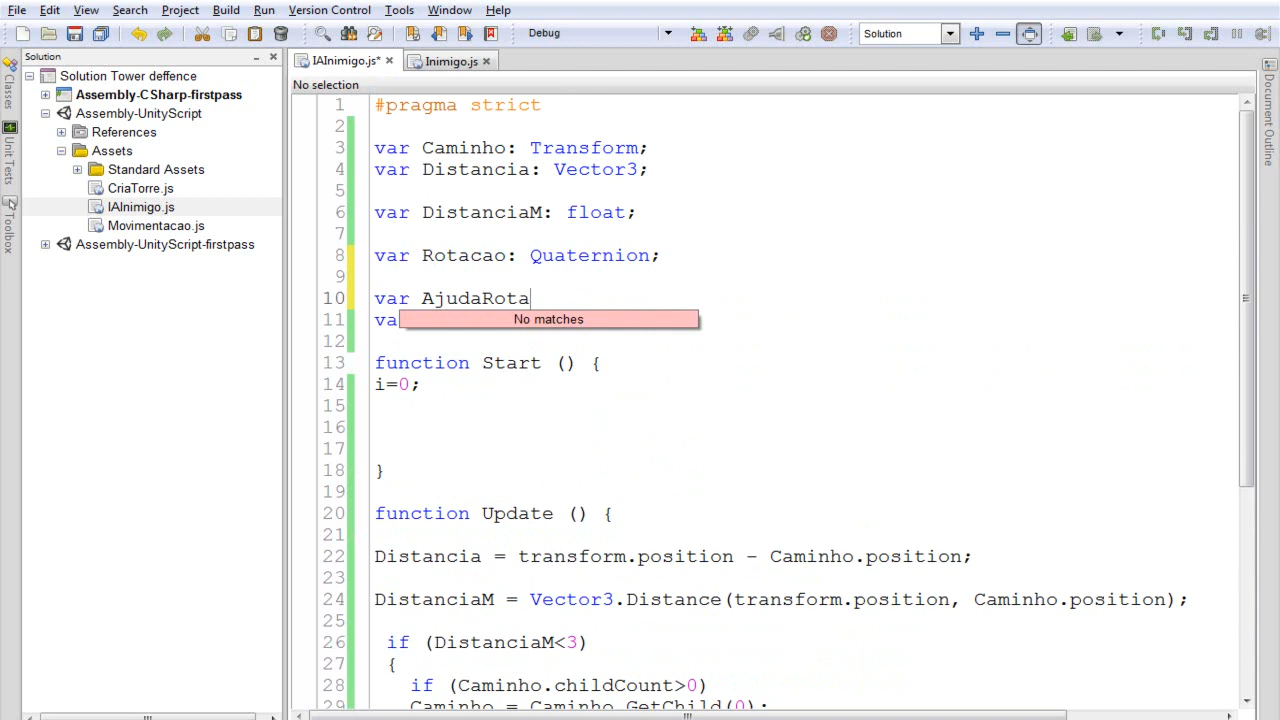 File Edit View Search Project Build Run Version Control Tools Window Help
Debug Solution
Solution
IAInimigo.js* Inimigo.js
No selection
Solution Tower deffence
Assembly-CSharp-firstpass
Assembly-UnityScript
References
Assets
Standard Assets
CriaTorre.js
IAInimigo.js
Movimentacao.js
Assembly-UnityScript-firstpass
Classes
Unit Tests
Toolbox
Document Outline
1 #pragma strict
2
3 var Caminho: Transform;
4 var Distancia: Vector3;
5
6 var DistanciaM: float;
7
8 var Rotacao: Quaternion;
9
10 var AjudaRota
11 va
No matches
12
13 function Start () {
14 i=0;
15
16
17
18 }
19
20 function Update () {
21
22 Distancia = transform.position - Caminho.position;
23
24 DistanciaM = Vector3.Distance(transform.position, Caminho.position);
25
26 if (DistanciaM<3)
27 {
28 if (Caminho.childCount>0)
29 Caminho = Caminho.GetChild(0);